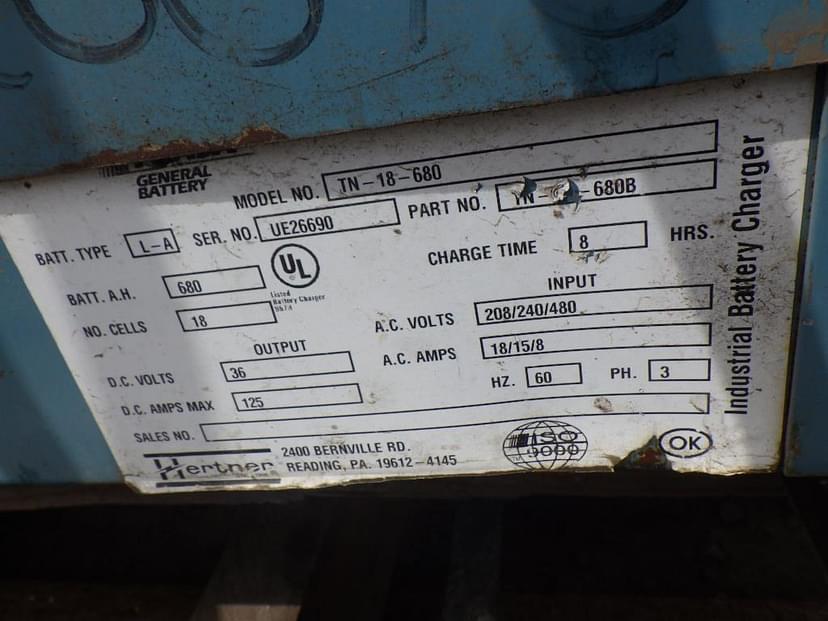 GENERAL
BATTERY
MODEL NO. TN-18-680
BATT. TYPE L-A SER. NO. UE26690 PART NO. -680B
BATT. A.H. 680 UL CHARGE TIME 8 HRS.
Listed
Battery Charger
NO. CELLS 18
INPUT
A.C. VOLTS 208/240/480
OUTPUT
A.C. AMPS 18/15/8
D.C. VOLTS 36
HZ. 60 PH. 3
D.C. AMPS MAX 125
SALES NO.
Hertner 2400 BERNVILLE RD.
READING, PA. 19612-4145
ISO
9000
OK
Industrial Battery Charger